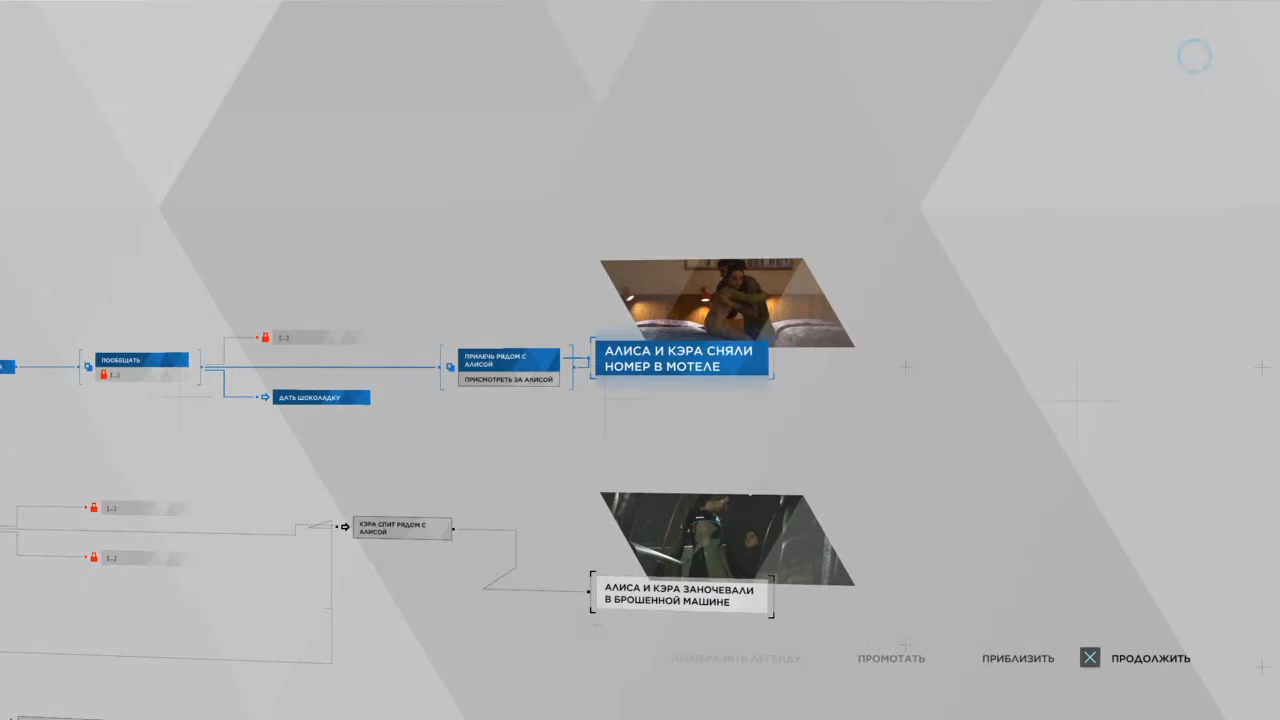 [...]
ПООБЕЩАТЬ
[...]
ДАТЬ ШОКОЛАДКУ
ПРИЛЕЧЬ РЯДОМ С
АЛИСОЙ
ПРИСМОТРЕТЬ ЗА АЛИСОЙ
АЛИСА И КЭРА СНЯЛИ
НОМЕР В МОТЕЛЕ
[...]
[...]
КЭРА СПИТ РЯДОМ С
АЛИСОЙ
АЛИСА И КЭРА ЗАНОЧЕВАЛИ
В БРОШЕННОЙ МАШИНЕ
ПРОМОТАТЬ
ПРИБЛИЗИТЬ
ПРОДОЛЖИТЬ